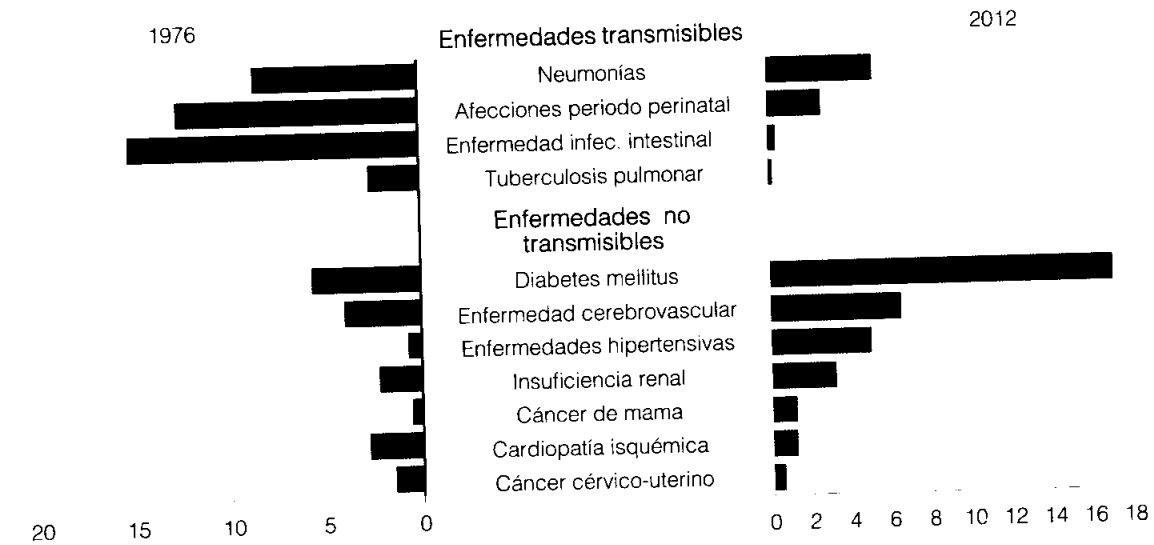 1976
Enfermedades transmisibles
2012
Neumonías
Afecciones periodo perinatal
Enfermedad infec. intestinal
Tuberculosis pulmonar
Enfermedades no
transmisibles
Diabetes mellitus
Enfermedad cerebrovascular
Enfermedades hipertensivas
Insuficiencia renal
Cáncer de mama
Cardiopatía isquémica
Cáncer cérvico-uterino
20 15 10 5 0
0 2 4 6 8 10 12 14 16 18